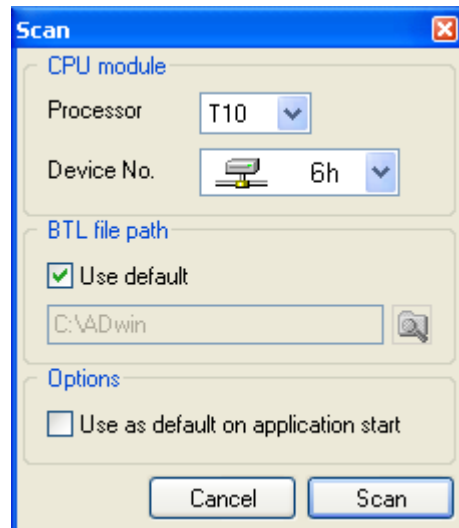 Scan
CPU module
Processor T10
Device No. 6h
BTL file path
Use default
C:\ADwin
Options
Use as default on application start
Cancel Scan